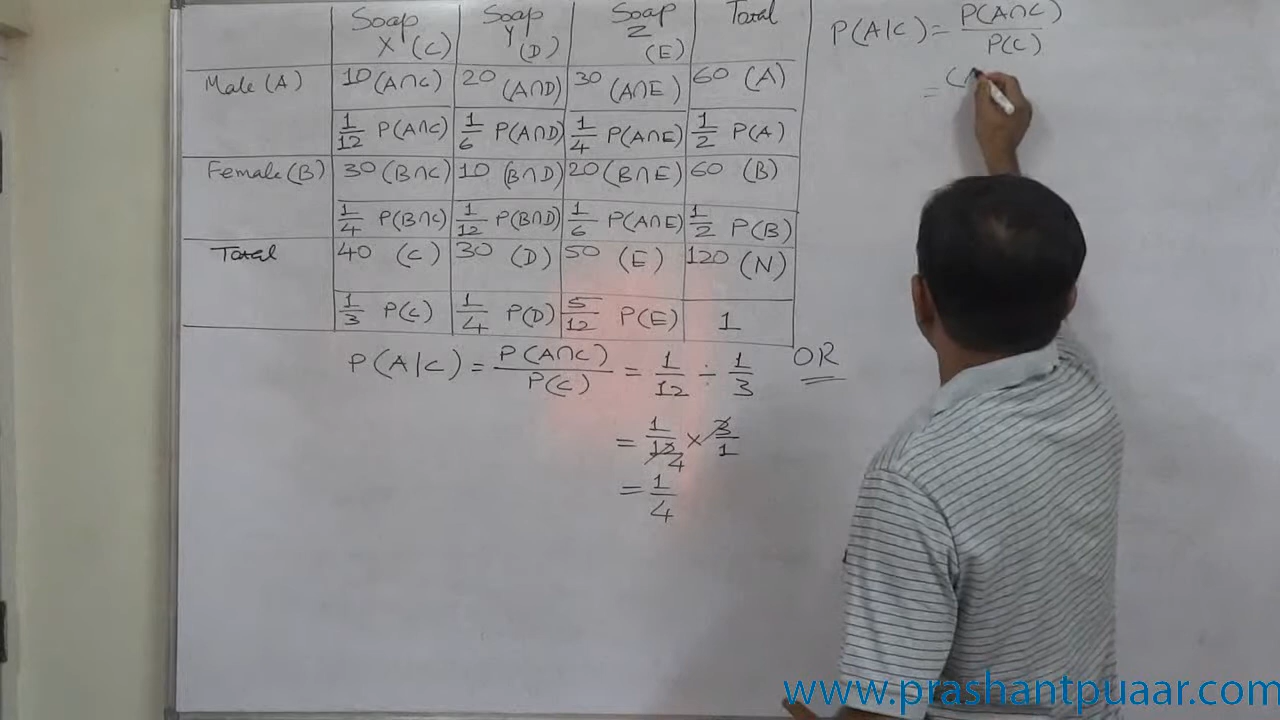 Soap X (C) Soap Y (D) Soap Z (E) Total
Male (A) 10 (A∩C) 20 (A∩D) 30 (A∩E) 60 (A)
1/12 P(A∩C) 1/6 P(A∩D) 1/4 P(A∩E) 1/2 P(A)
Female (B) 30 (B∩C) 10 (B∩D) 20 (B∩E) 60 (B)
1/4 P(B∩C) 1/12 P(B∩D) 1/6 P(A∩E) 1/2 P(B)
Total 40 (C) 30 (D) 50 (E) 120 (N)
1/3 P(C) 1/4 P(D) 5/12 P(E) 1
P(A|C) = P(A∩C)/P(C) = 1/12 ÷ 1/3 OR
= 1/12 4 × 3/1
= 1/4
P(A|C) = P(A∩C)/P(C)
= (
www.prashantpuaar.com